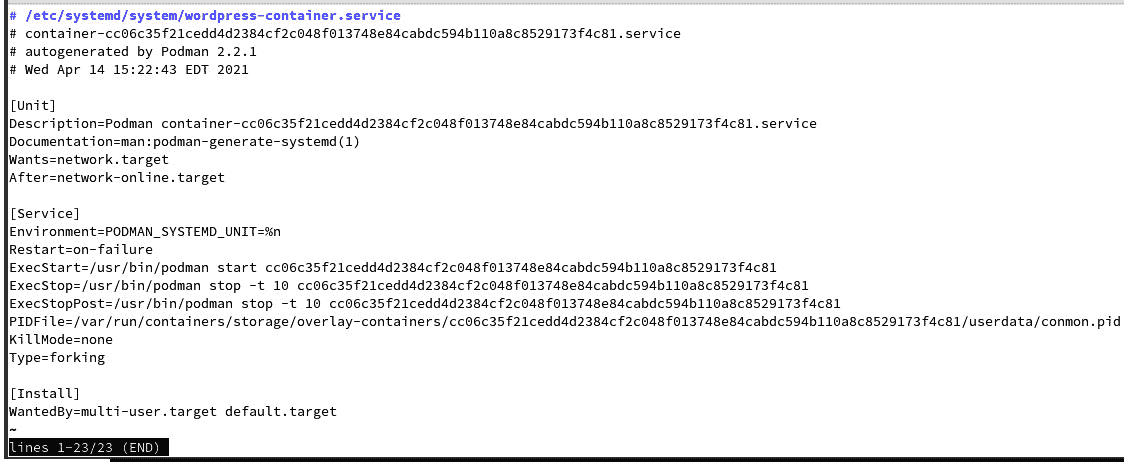 # /etc/systemd/system/wordpress-container.service
# container-cc06c35f21cedd4d2384cf2c048f013748e84cabdc594b110a8c8529173f4c81.service
# autogenerated by Podman 2.2.1
# Wed Apr 14 15:22:43 EDT 2021
[Unit]
Description=Podman container-cc06c35f21cedd4d2384cf2c048f013748e84cabdc594b110a8c8529173f4c81.service
Documentation=man:podman-generate-systemd(1)
Wants=network.target
After=network-online.target
[Service]
Environment=PODMAN_SYSTEMD_UNIT=%n
Restart=on-failure
ExecStart=/usr/bin/podman start cc06c35f21cedd4d2384cf2c048f013748e84cabdc594b110a8c8529173f4c81
ExecStop=/usr/bin/podman stop -t 10 cc06c35f21cedd4d2384cf2c048f013748e84cabdc594b110a8c8529173f4c81
ExecStopPost=/usr/bin/podman stop -t 10 cc06c35f21cedd4d2384cf2c048f013748e84cabdc594b110a8c8529173f4c81
PIDFile=/var/run/containers/storage/overlay-containers/cc06c35f21cedd4d2384cf2c048f013748e84cabdc594b110a8c8529173f4c81/userdata/conmon.pid
KillMode=none
Type=forking
[Install]
WantedBy=multi-user.target default.target
~
lines 1-23/23 (END)